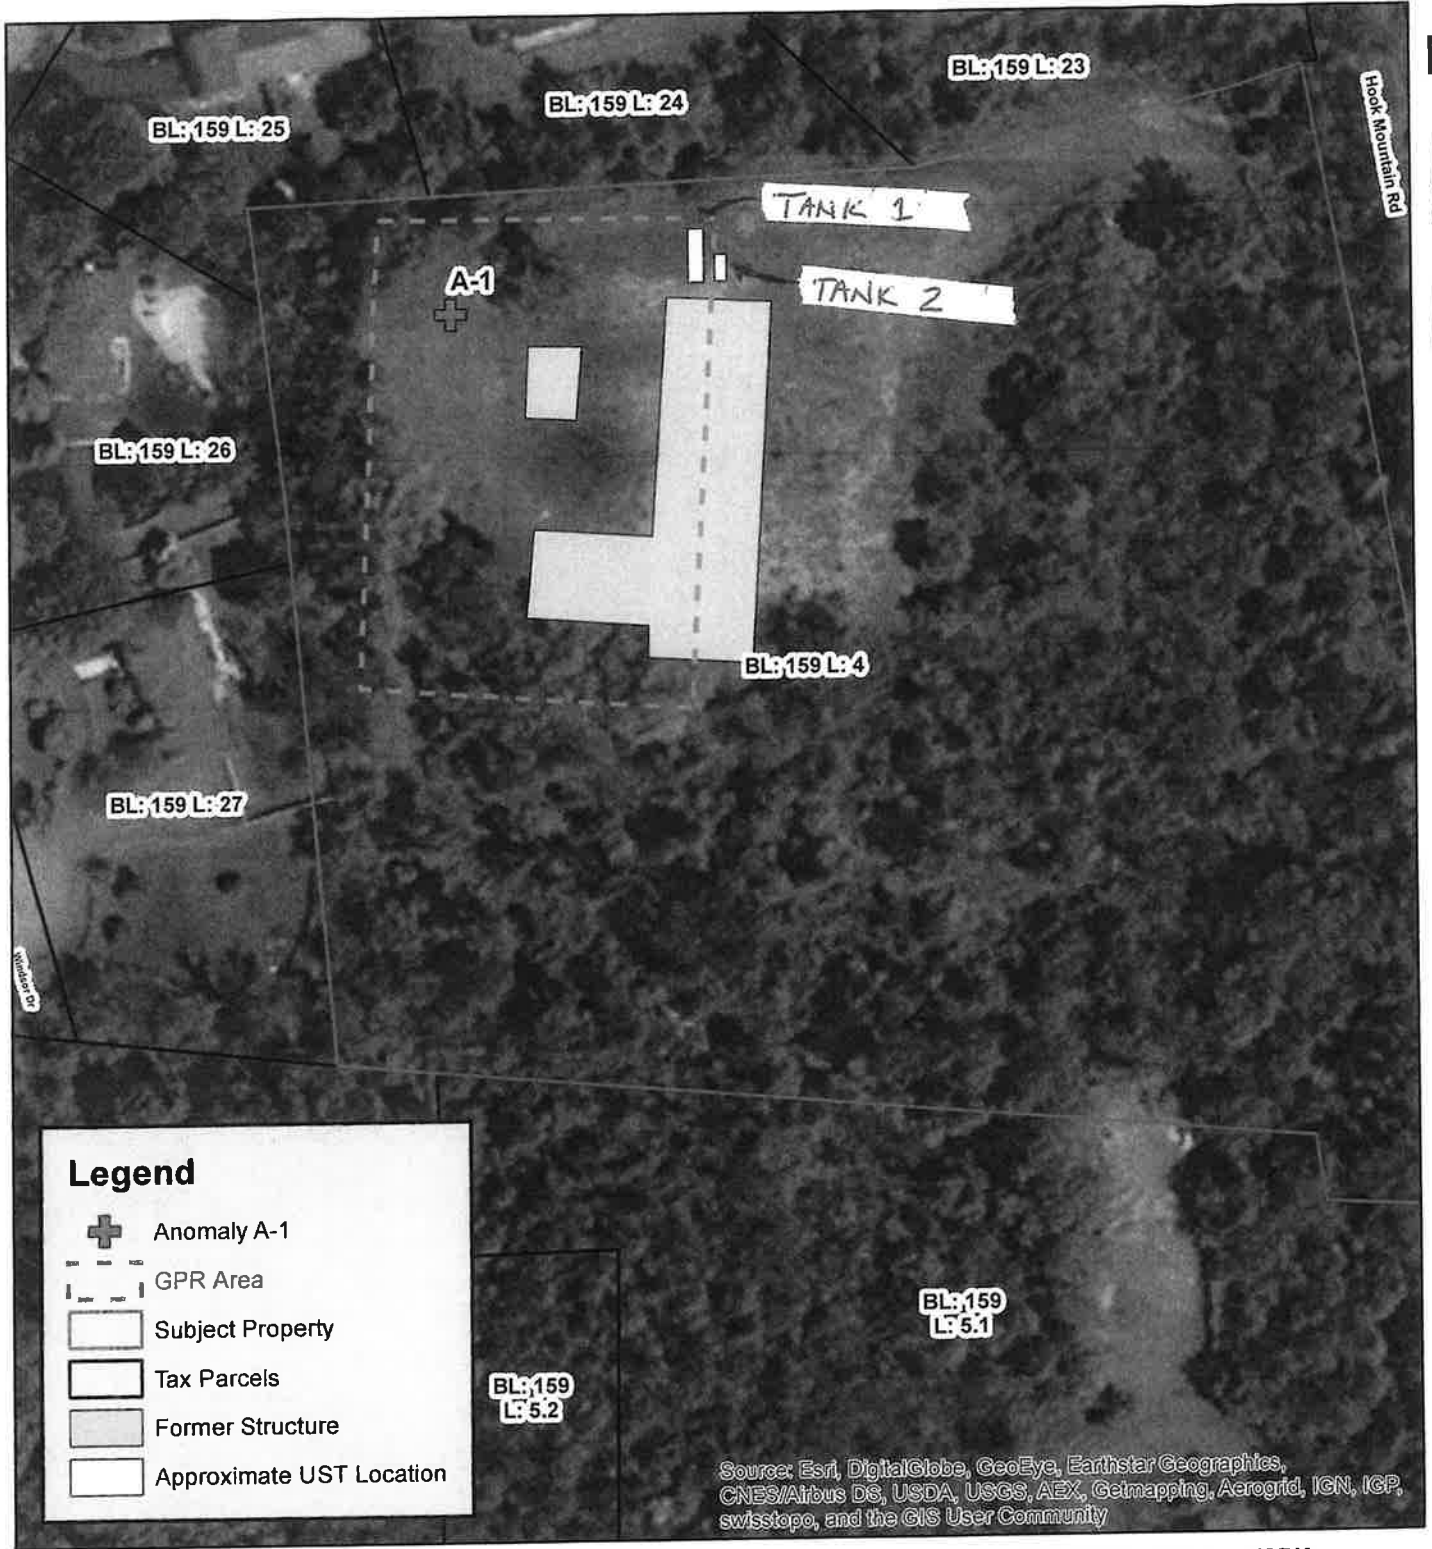 BL: 159 L: 23
Hook Mountain Rd
BL: 159 L: 24
BL: 159 L: 25
TANK 1
A-1
TANK 2
BL: 159 L: 26
BL: 159 L: 4
BL: 159 L: 27
Windsor Dr
Legend
Anomaly A-1
GPR Area
Subject Property
Tax Parcels
Former Structure
Approximate UST Location
BL: 159
L: 5.1
BL: 159
L: 5.2
Source: Esri, DigitalGlobe, GeoEye, Earthstar Geographics,
CNES/Airbus DS, USDA, USGS, AEX, Getmapping, Aerogrid, IGN, IGP,
swisstopo, and the GIS User Community